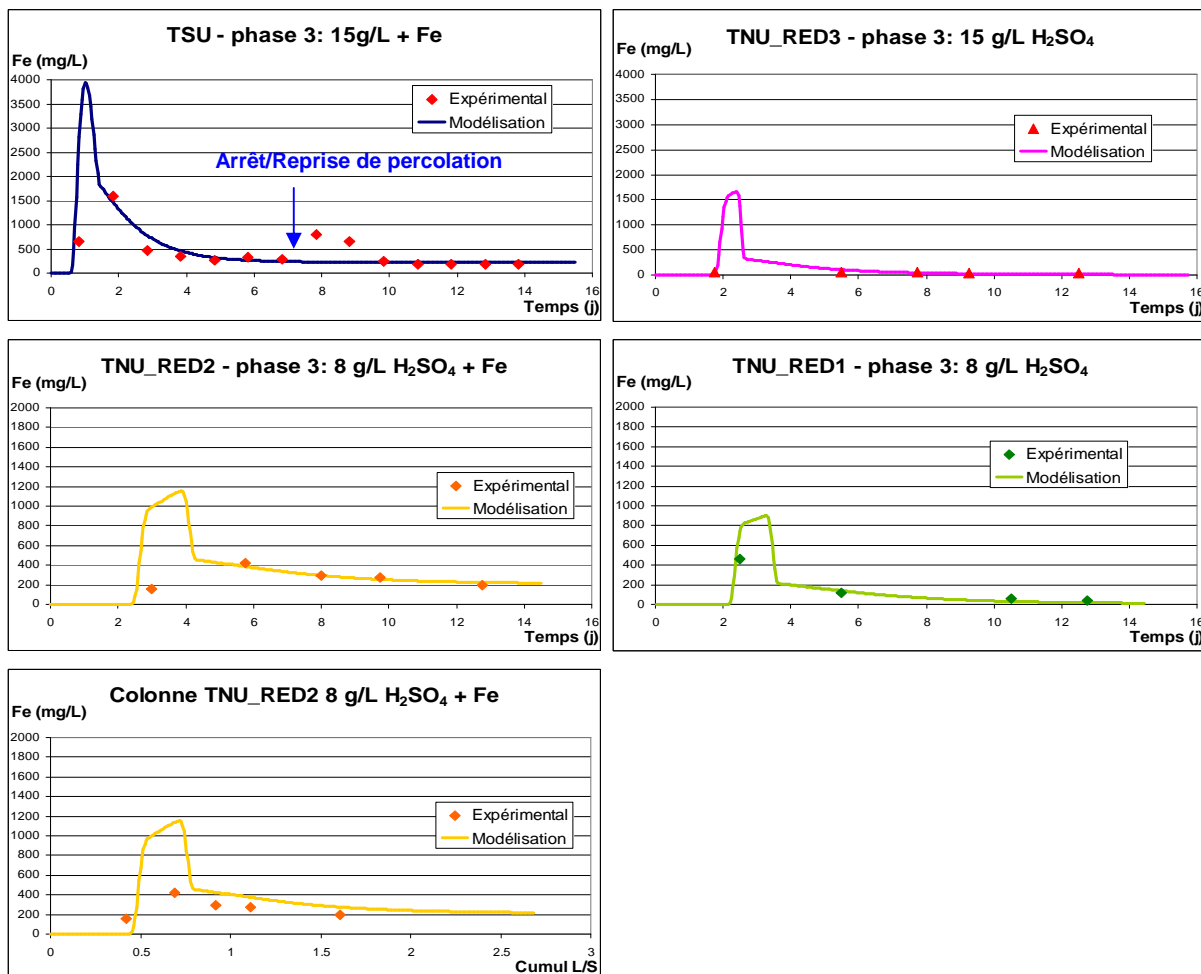 TSU - phase 3: 15g/L + Fe
Fe (mg/L)
4000
3500
3000
2500
2000
1500
1000
500
0
Expérimental
Modélisation
Arrêt/Reprise de percolation
0 2 4 6 8 10 12 14 16
Temps (j)
TNU_RED3 - phase 3: 15 g/L H₂SO₄
Fe (mg/L)
4000
3500
3000
2500
2000
1500
1000
500
0
Expérimental
Modélisation
0 2 4 6 8 10 12 14 16
Temps (j)
TNU_RED2 - phase 3: 8 g/L H₂SO₄ + Fe
Fe (mg/L)
2000
1800
1600
1400
1200
1000
800
600
400
200
0
Expérimental
Modélisation
0 2 4 6 8 10 12 14 16
Temps (j)
TNU_RED1 - phase 3: 8 g/L H₂SO₄
Fe (mg/L)
2000
1800
1600
1400
1200
1000
800
600
400
200
0
Expérimental
Modélisation
0 2 4 6 8 10 12 14 16
Temps (j)
Colonne TNU_RED2 8 g/L H₂SO₄ + Fe
Fe (mg/L)
2000
1800
1600
1400
1200
1000
800
600
400
200
0
Expérimental
Modélisation
0 0.5 1 1.5 2 2.5 3
Cumul L/S